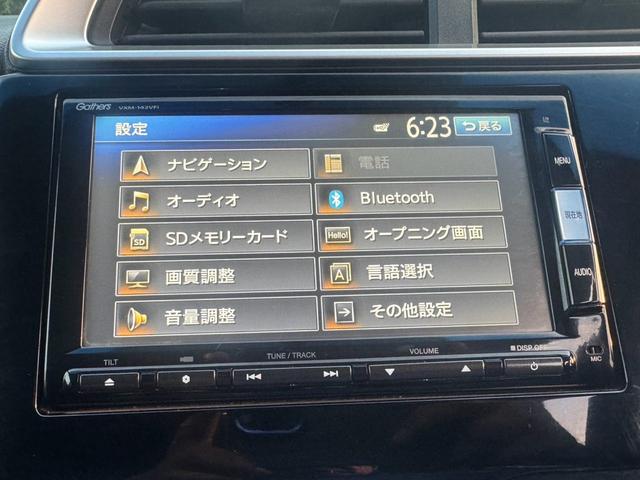 Gathers VXM-142VFi
設定 6:23 戻る
ナビゲーション 電話
オーディオ Bluetooth
SD SDメモリーカード Hello! オープニング画面
画質調整 A 言語選択
音量調整 その他設定
MENU
現在地
AUDIO
TILT TUNE / TRACK VOLUME DISP OFF
MIC